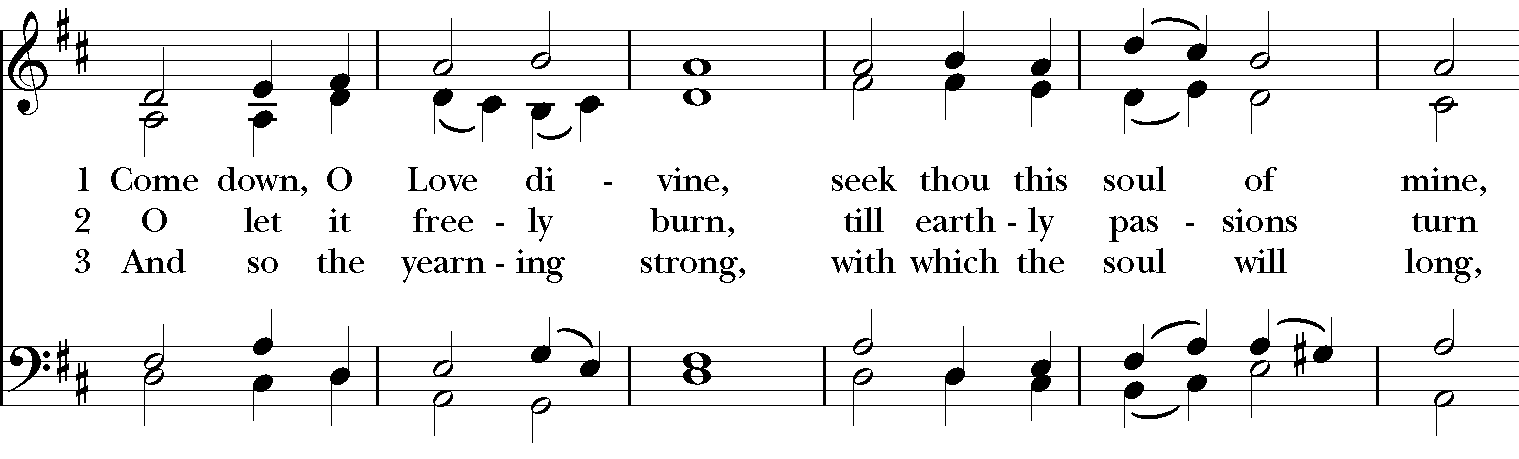 1 Come down, O Love di - vine, seek thou this soul of mine,
2 O let it free - ly burn, till earth - ly pas - sions turn
3 And so the yearn - ing strong, with which the soul will long,